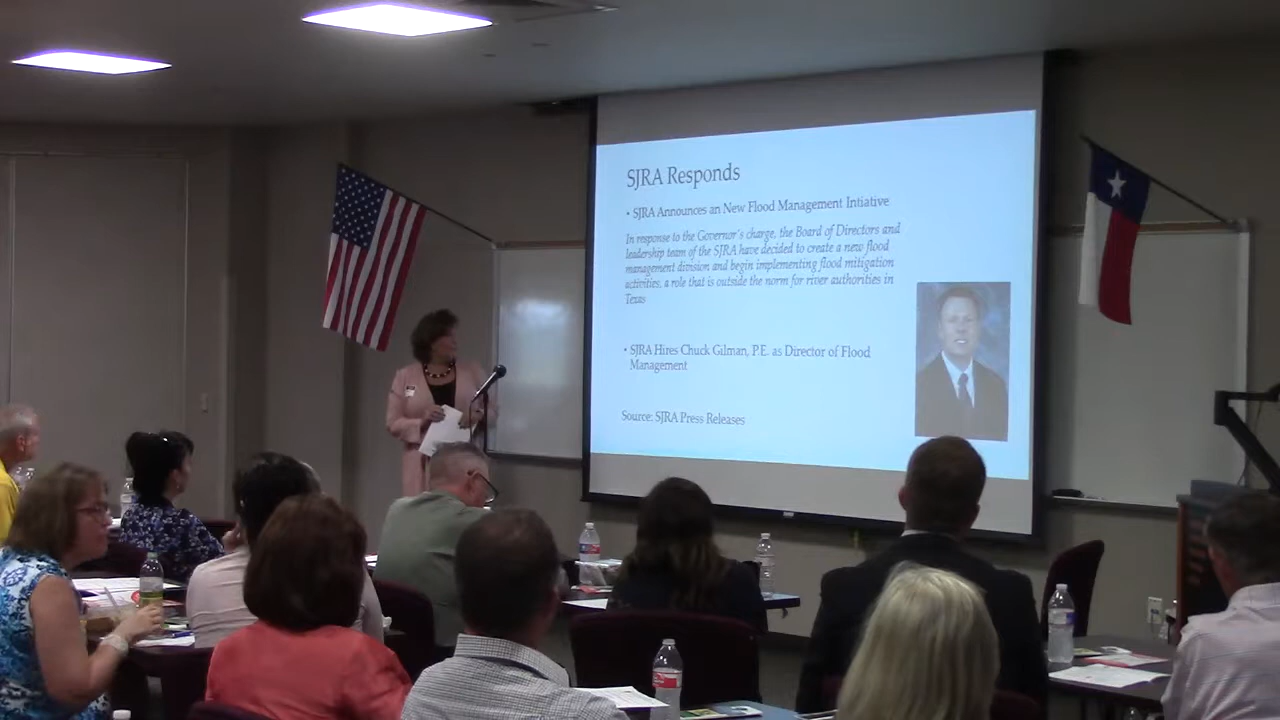 SJRA Responds
• SJRA Announces an New Flood Management Intiative
In response to the Governor's charge, the Board of Directors and
leadership team of the SJRA have decided to create a new flood
management division and begin implementing flood mitigation
activities, a role that is outside the norm for river authorities in
Texas
• SJRA Hires Chuck Gilman, P.E. as Director of Flood
Management
Source: SJRA Press Releases